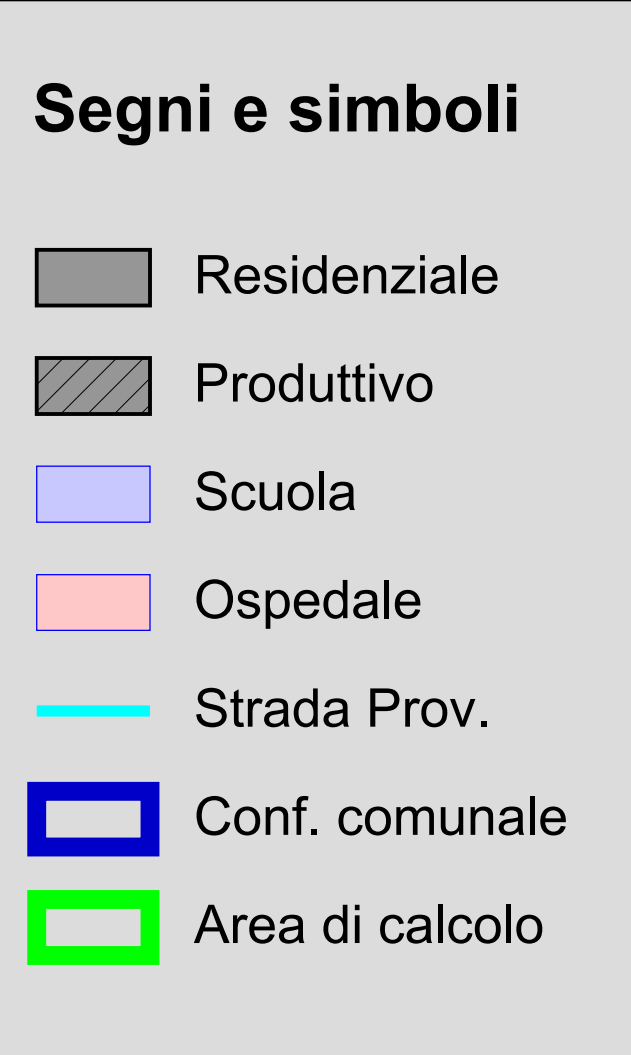 Segni e simboli
Residenziale
Produttivo
Scuola
Ospedale
Strada Prov.
Conf. comunale
Area di calcolo